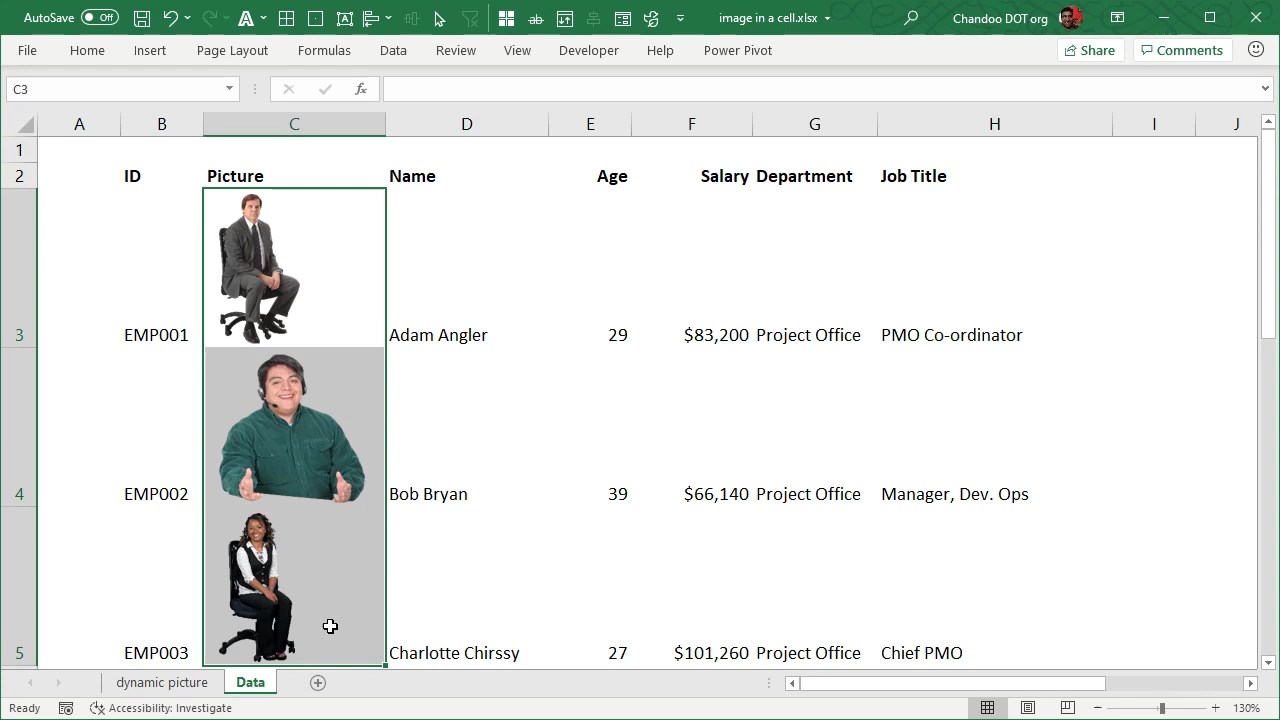 AutoSave Off image in a cell.xlsx Chandoo DOT org
File Home Insert Page Layout Formulas Data Review View Developer Help Power Pivot Share Comments
C3 fx
A B C D E F G H I J
1
2 ID Picture Name Age Salary Department Job Title
3 EMP001 Adam Angler 29 $83,200 Project Office PMO Co-ordinator
4 EMP002 Bob Bryan 39 $66,140 Project Office Manager, Dev. Ops
5 EMP003 Charlotte Chirssy 27 $101,260 Project Office Chief PMO
dynamic picture Data
Ready Accessibility: Investigate 130%